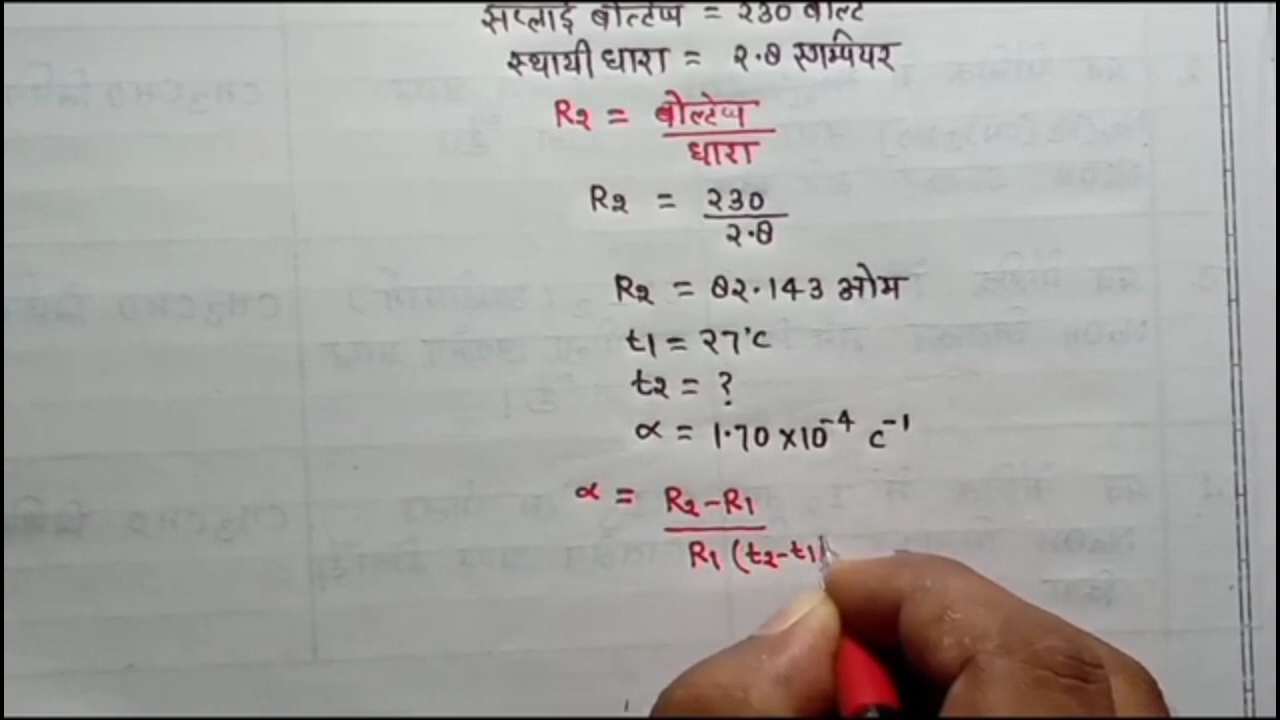 सप्लाई वोल्टेज = 230 वोल्ट
स्थायी धारा = 2.8 एम्पियर
R2 = वोल्टेज
धारा
R2 = 230
2.8
R2 = 82.143 ओम
t1 = 27°C
t2 = ?
α = 1.70 ×10⁻⁴ c⁻¹
α = R2 - R1
R1 (t2 - t1)